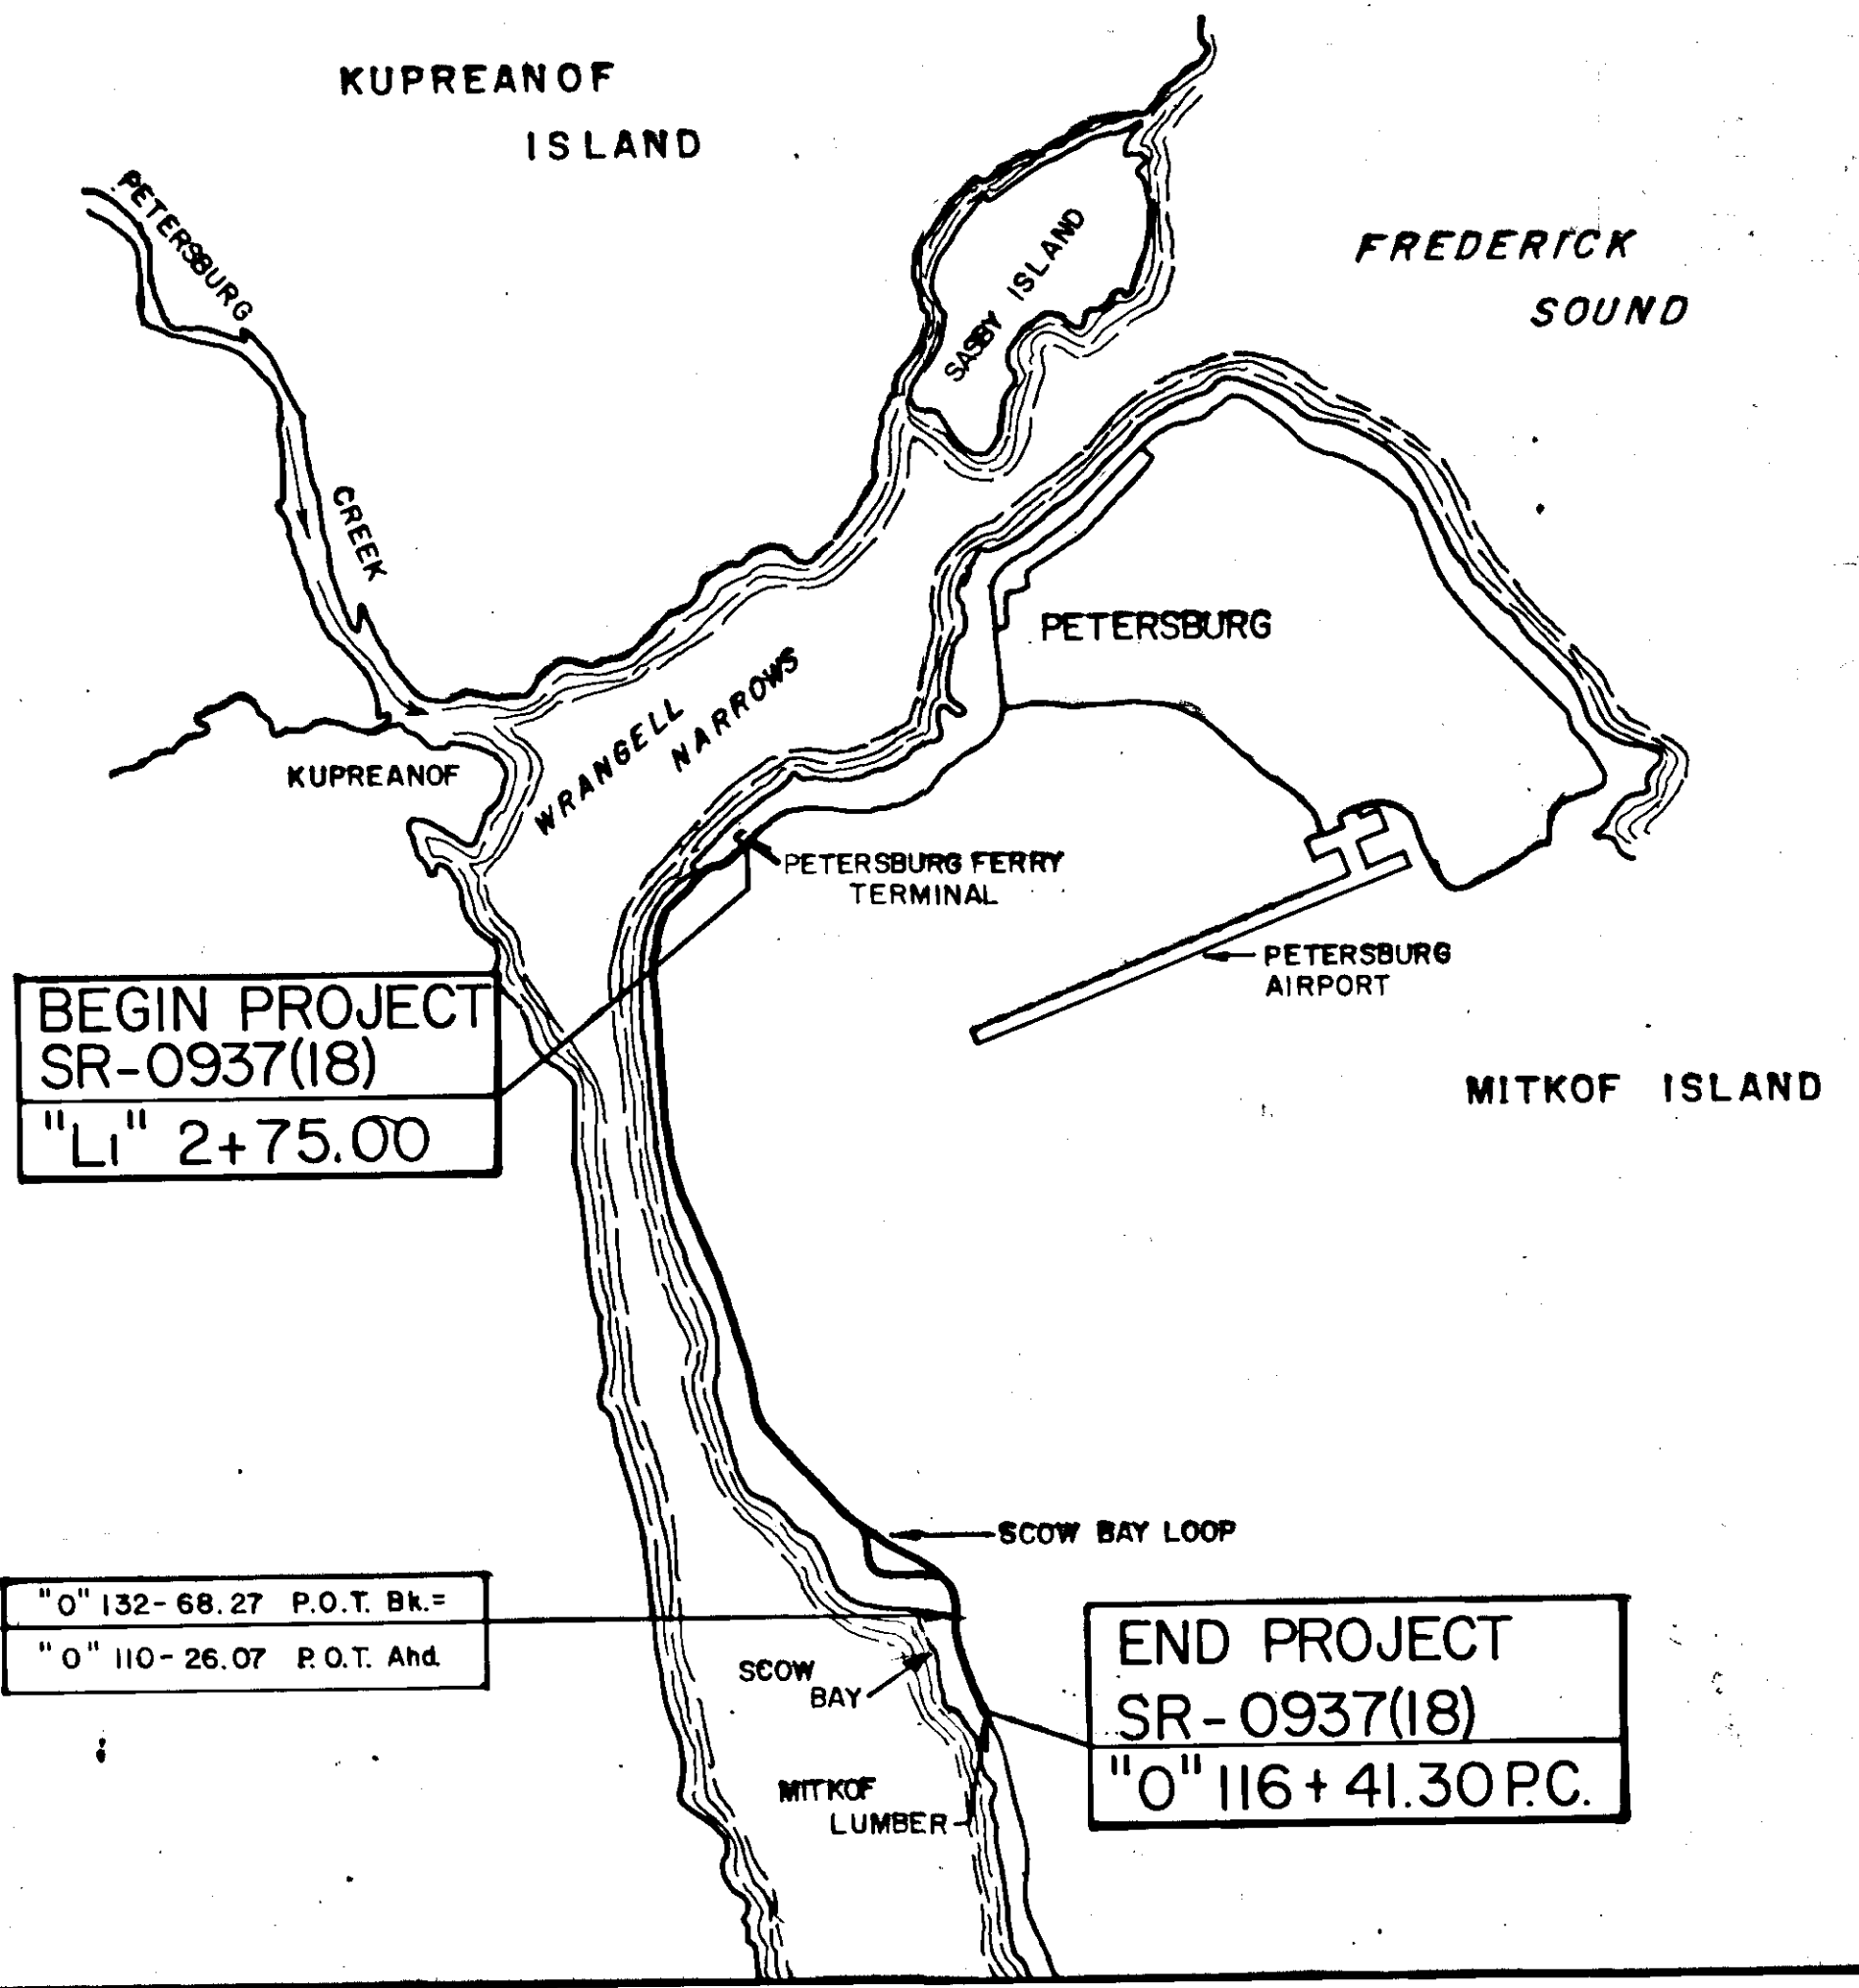 KUPREANOF
ISLAND
PETERSBURG
CREEK
SASBY ISLAND
FREDERICK
SOUND
PETERSBURG
WRANGELL
NARROWS
KUPREANOF
PETERSBURG FERRY
TERMINAL
PETERSBURG
AIRPORT
MITKOF ISLAND
BEGIN PROJECT
SR-0937(18)
"L1" 2+75.00
SCOW BAY LOOP
"O" 132-68.27 P.O.T. Bk.=
"O" 110-26.07 P.O.T. Ahd.
SCOW
BAY
END PROJECT
SR-0937(18)
"O" 116+41.30 P.C.
MITKOF
LUMBER